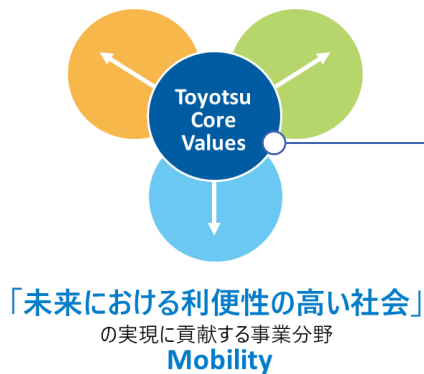 Toyotsu
Core
Values
「未来における利便性の高い社会」
の実現に貢献する事業分野
Mobility